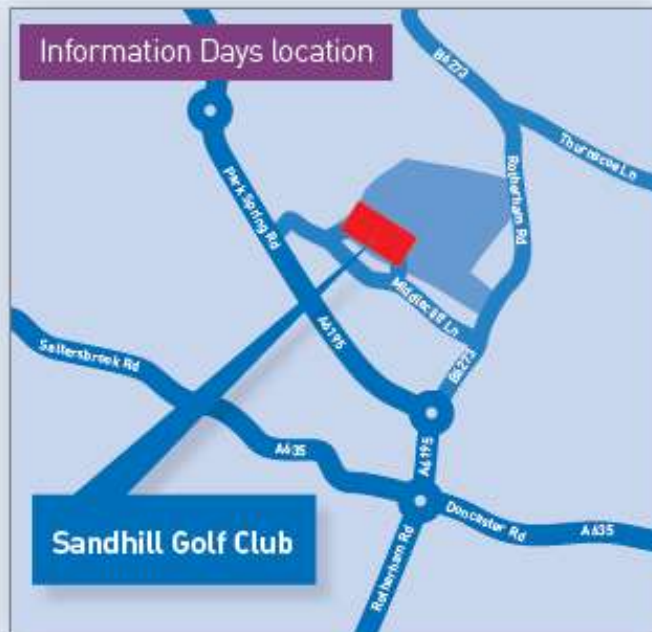 Information Days location
B6273
Thurnscoe Ln
Park Spring Rd
Rotherham Rd
Middlecliff Ln
A6195
Saltersbrook Rd
B6273
A635
A6195
Doncaster Rd
A635
Sandhill Golf Club
Rotherham Rd